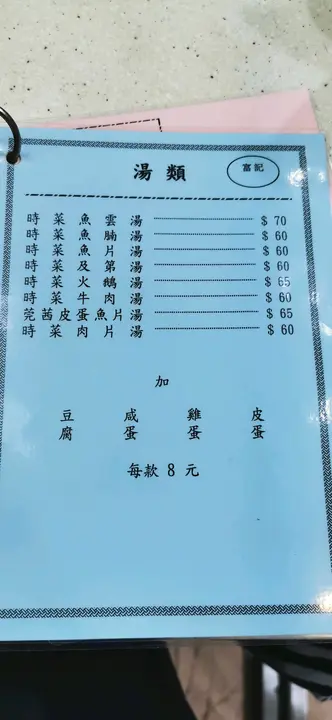 湯類
富記
時菜魚雲湯 $ 70
時菜魚腩湯 $ 60
時菜魚片湯 $ 60
時菜及第湯 $ 60
時菜火鵝湯 $ 65
時菜牛肉湯 $ 60
莞茜皮蛋魚片湯 $ 65
時菜肉片湯 $ 60
加
豆腐 咸蛋 雞蛋 皮蛋
每款 8 元